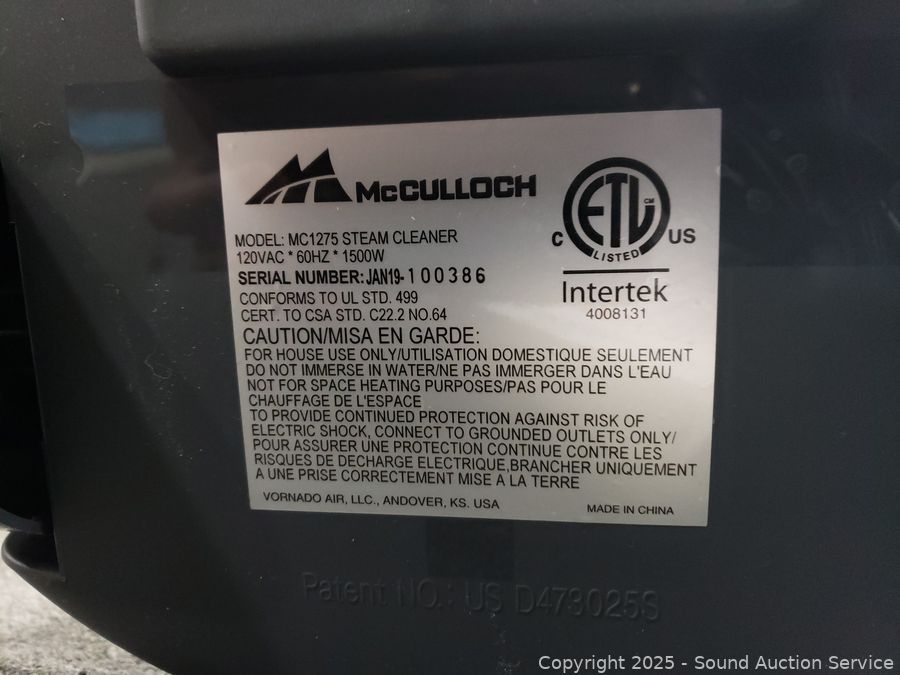 McCULLOCH
MODEL: MC1275 STEAM CLEANER
120VAC * 60HZ * 1500W
SERIAL NUMBER: JAN19-100386
CONFORMS TO UL STD. 499
CERT. TO CSA STD. C22.2 NO.64
ETL CM
LISTED
C US
Intertek
4008131
CAUTION/MISA EN GARDE:
FOR HOUSE USE ONLY/UTILISATION DOMESTIQUE SEULEMENT
DO NOT IMMERSE IN WATER/NE PAS IMMERGER DANS L'EAU
NOT FOR SPACE HEATING PURPOSES/PAS POUR LE
CHAUFFAGE DE L'ESPACE
TO PROVIDE CONTINUED PROTECTION AGAINST RISK OF
ELECTRIC SHOCK, CONNECT TO GROUNDED OUTLETS ONLY/
POUR ASSURER UNE PROTECTION CONTINUE CONTRE LES
RISQUES DE DECHARGE ELECTRIQUE,BRANCHER UNIQUEMENT
A UNE PRISE CORRECTEMENT MISE A LA TERRE
VORNADO AIR, LLC., ANDOVER, KS. USA
MADE IN CHINA
Patent NO.: US D473025S
Copyright 2025 - Sound Auction Service